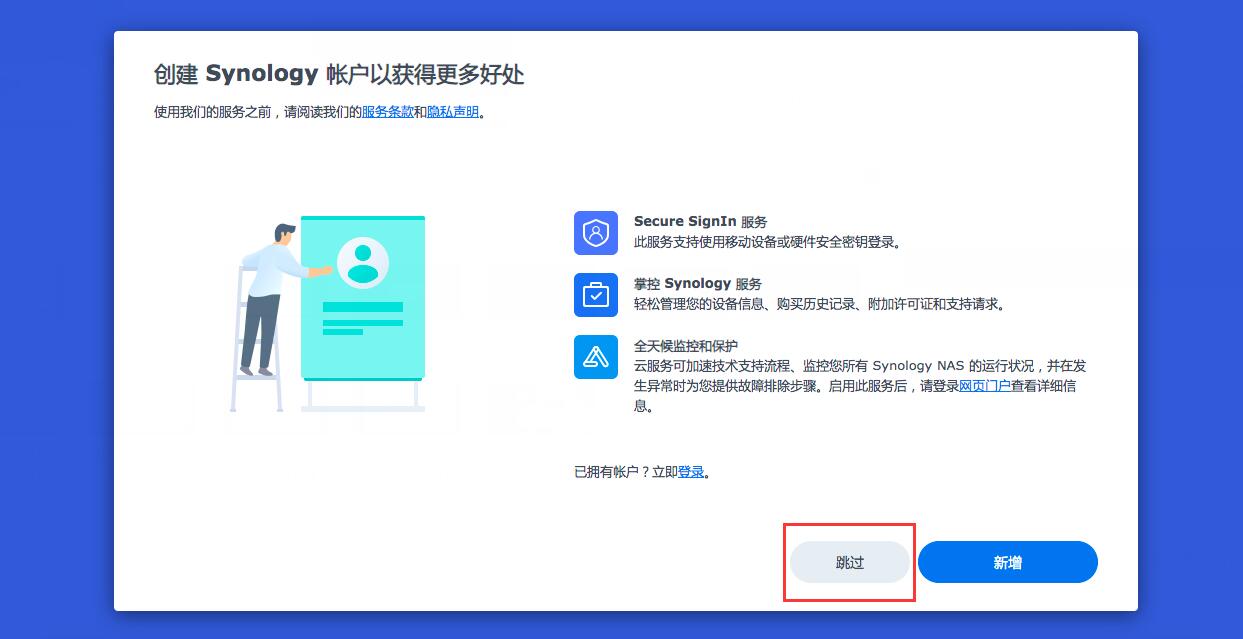 创建 Synology 帐户以获得更多好处
使用我们的服务之前，请阅读我们的服务条款和隐私声明。
Secure SignIn 服务
此服务支持使用移动设备或硬件安全密钥登录。
掌控 Synology 服务
轻松管理您的设备信息、购买历史记录、附加许可证和支持请求。
全天候监控和保护
云服务可加速技术支持流程、监控您所有 Synology NAS 的运行状况，并在发
生异常时为您提供故障排除步骤。启用此服务后，请登录网页门户查看详细信
息。
已拥有帐户？立即登录。
跳过
新增